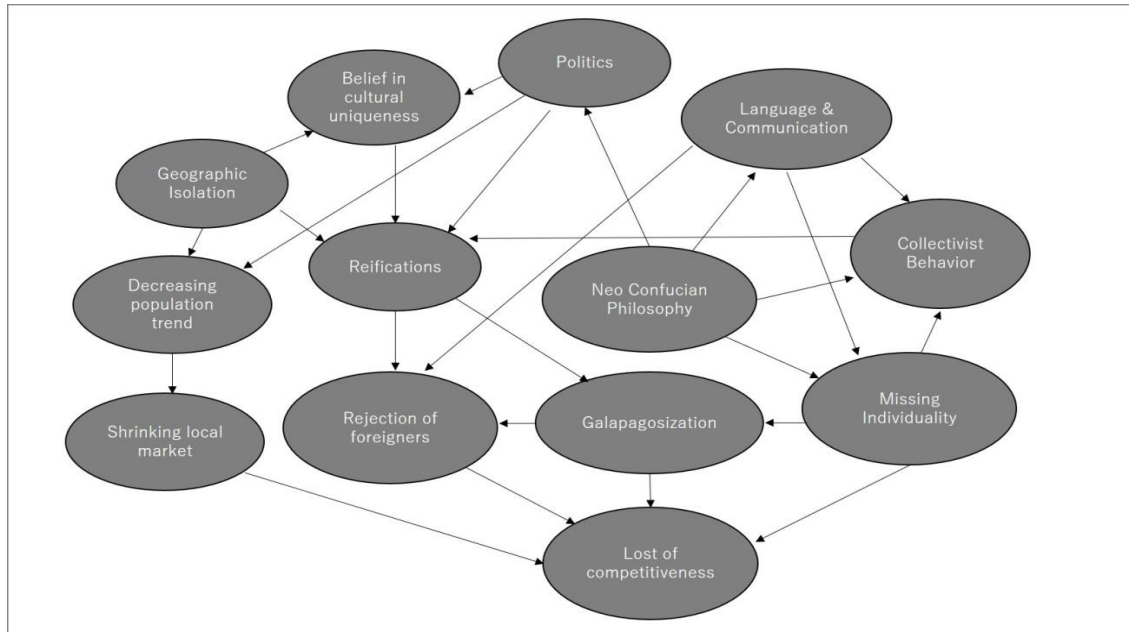 Politics
Belief in
cultural
uniqueness
Language &
Communication
Geographic
Isolation
Collectivist
Behavior
Reifications
Neo Confucian
Philosophy
Decreasing
population
trend
Missing
Individuality
Rejection of
foreigners
Galapagosization
Shrinking local
market
Lost of
competitiveness